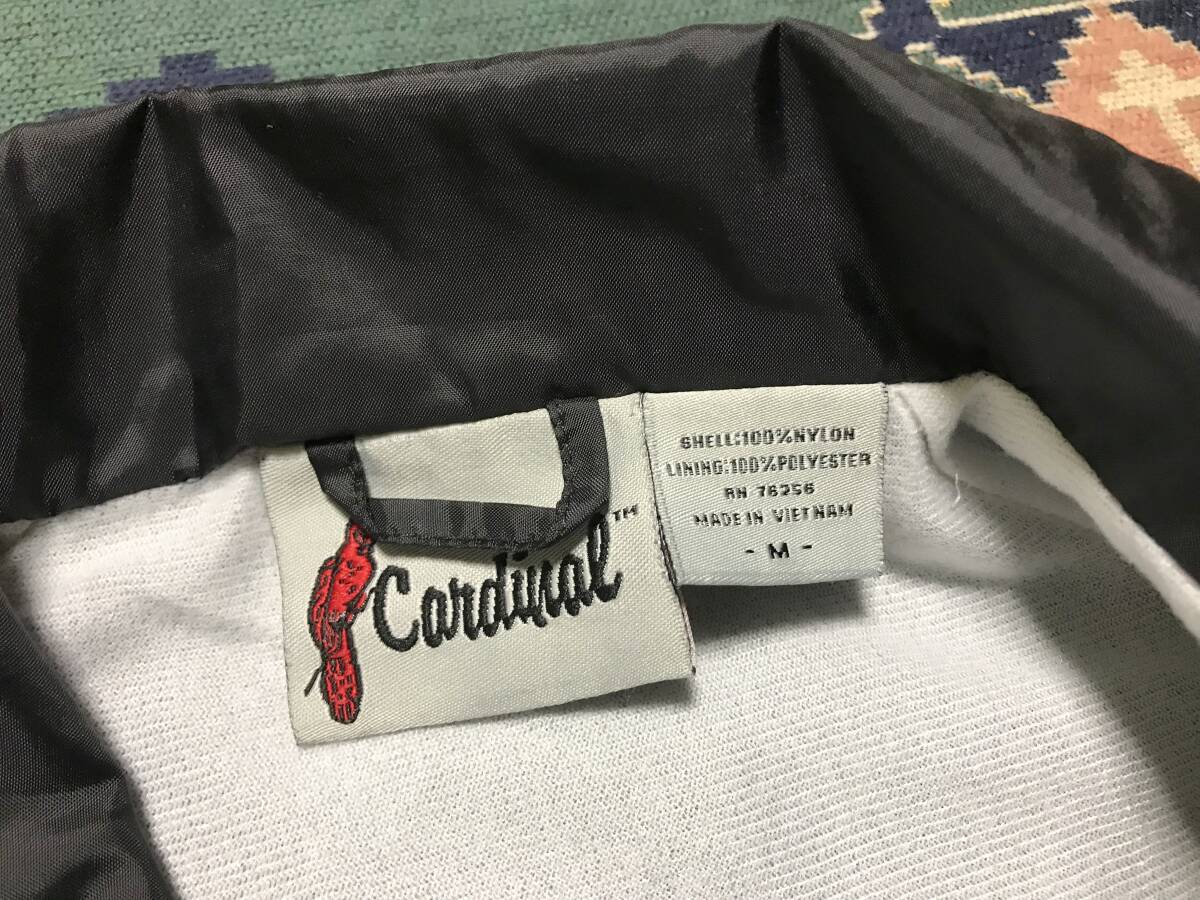 Cardinal™
SHELL:100%NYLON
LINING:100%POLYESTER
RN 76256
MADE IN VIETNAM
- M -